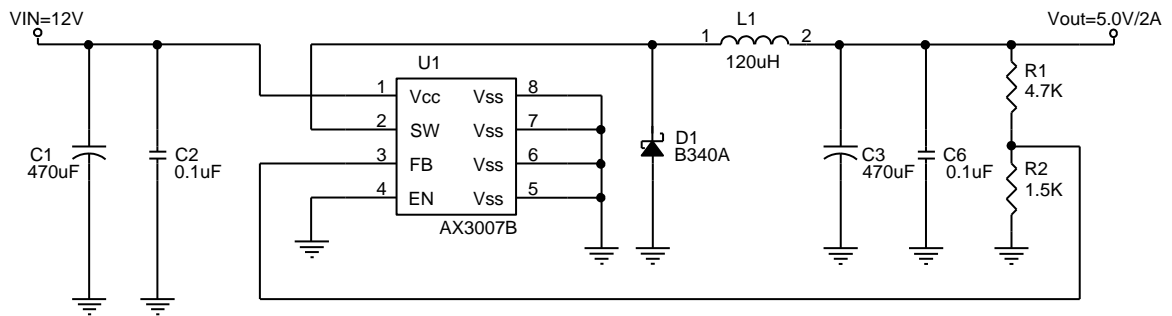 VIN=12V
L1
Vout=5.0V/2A
1
2
120uH
U1
R1
4.7K
1
Vcc
Vss
8
2
SW
Vss
7
3
FB
Vss
6
4
EN
Vss
5
AX3007B
C1
470uF
C2
0.1uF
D1
B340A
C3
470uF
C6
0.1uF
R2
1.5K